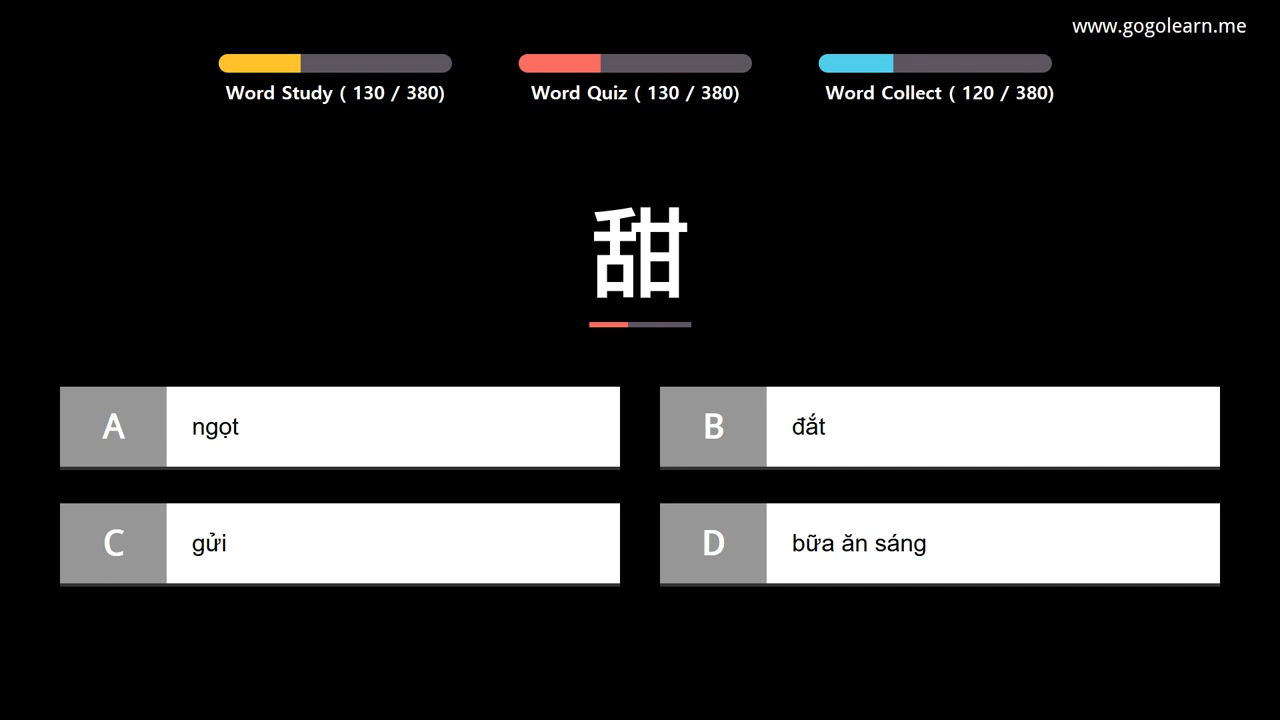 www.gogolearn.me
Word Study ( 130 / 380)
Word Quiz ( 130 / 380)
Word Collect ( 120 / 380)
甜
A ngọt
B đắt
C gửi
D bữa ăn sáng